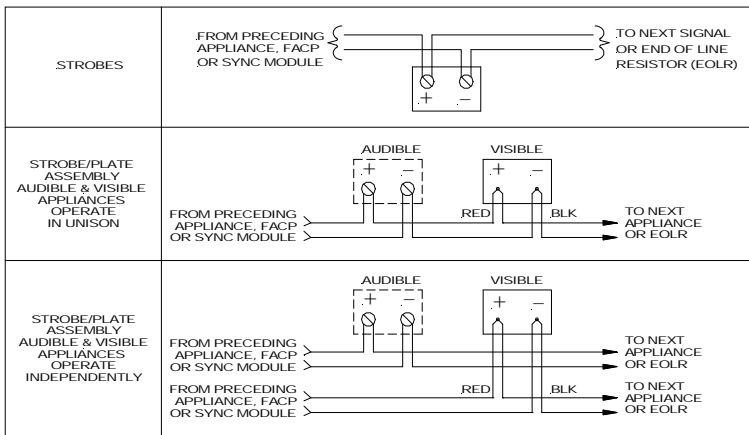 STROBES
FROM PRECEDING
APPLIANCE, FACP
OR SYNC MODULE
+ −
TO NEXT SIGNAL
OR END OF LINE
RESISTOR (EOLR)
STROBE/PLATE
ASSEMBLY
AUDIBLE & VISIBLE
APPLIANCES
OPERATE
IN UNISON
AUDIBLE
+ −
VISIBLE
+ −
FROM PRECEDING
APPLIANCE, FACP
OR SYNC MODULE
RED
BLK
TO NEXT
APPLIANCE
OR EOLR
STROBE/PLATE
ASSEMBLY
AUDIBLE & VISIBLE
APPLIANCES
OPERATE
INDEPENDENTLY
AUDIBLE
+ −
VISIBLE
+ −
FROM PRECEDING
APPLIANCE, FACP
OR SYNC MODULE
TO NEXT
APPLIANCE
OR EOLR
FROM PRECEDING
APPLIANCE, FACP
OR SYNC MODULE
RED
BLK
TO NEXT
APPLIANCE
OR EOLR